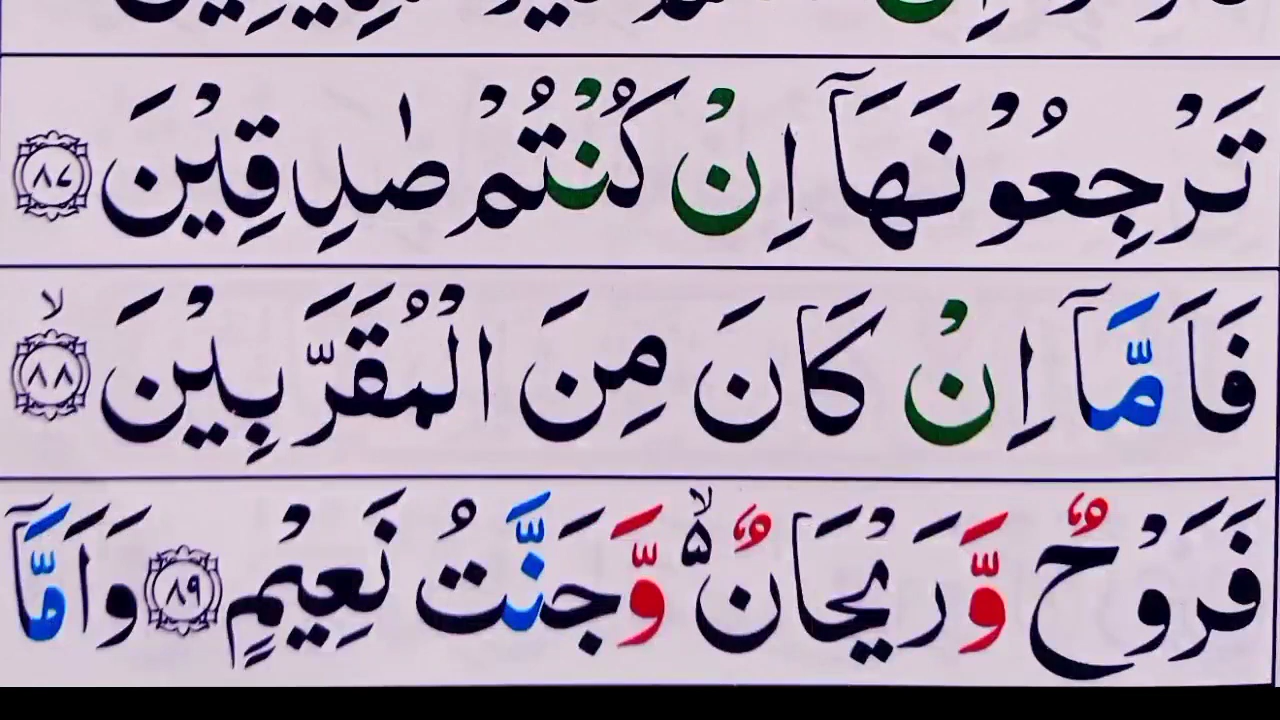 تَرْجِعُوْنَهَاۤ اِنْ كُنْتُمْ صٰدِقِيْنَ ﴿۸۷﴾
فَاَمَّاۤ اِنْ كَانَ مِنَ الْمُقَرَّبِيْنَ ۙ﴿۸۸﴾
فَرَوْحٌ وَّرَيْحَانٌ ۬ۙ وَّجَنَّتُ نَعِيْمٍ ﴿۸۹﴾ وَاَمَّاۤ